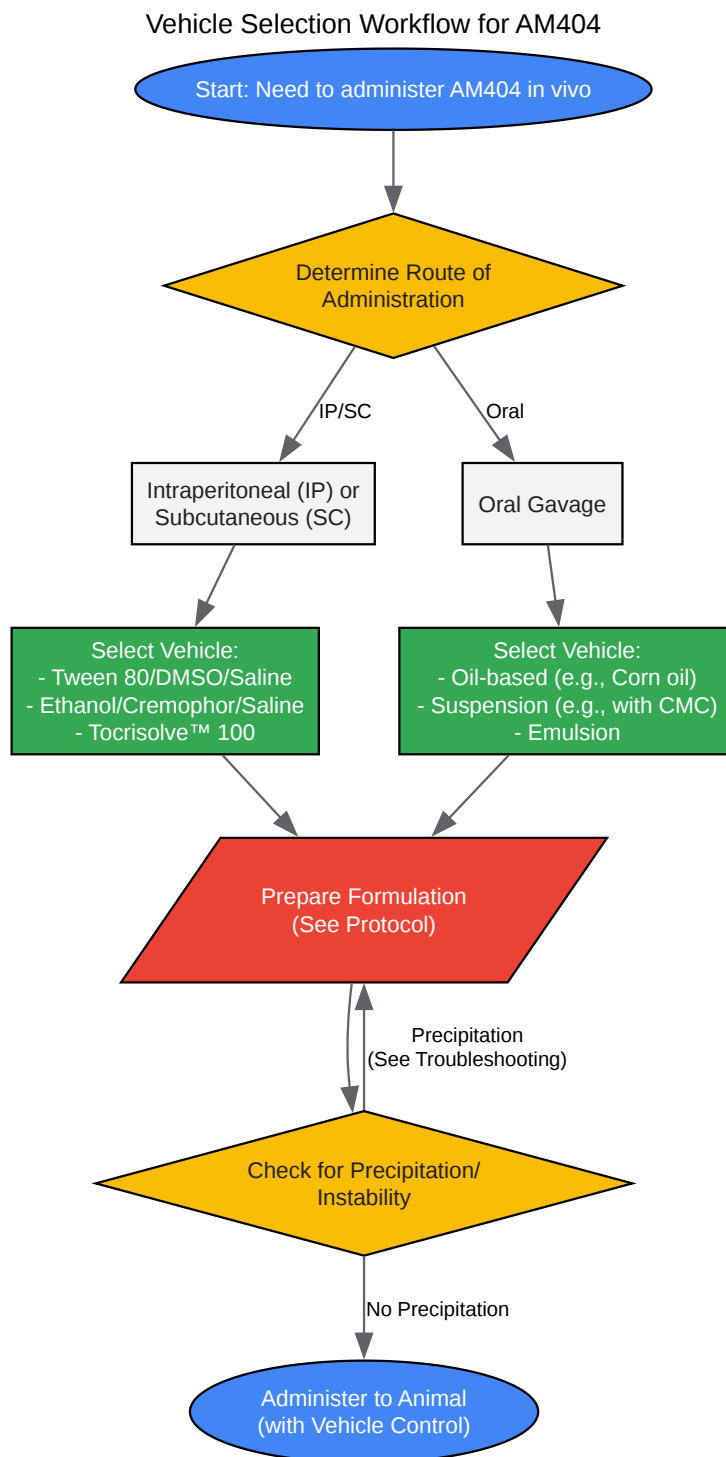 Vehicle Selection Workflow for AM404
Start: Need to administer AM404 in vivo
Determine Route of
Administration
IP/SC
Oral
Intraperitoneal (IP) or
Subcutaneous (SC)
Oral Gavage
Select Vehicle:
- Tween 80/DMSO/Saline
- Ethanol/Cremophor/Saline
- Tocrisolve™ 100
Select Vehicle:
- Oil-based (e.g., Corn oil)
- Suspension (e.g., with CMC)
- Emulsion
Prepare Formulation
(See Protocol)
Precipitation
(See Troubleshooting)
Check for Precipitation/
Instability
No Precipitation
Administer to Animal
(with Vehicle Control)